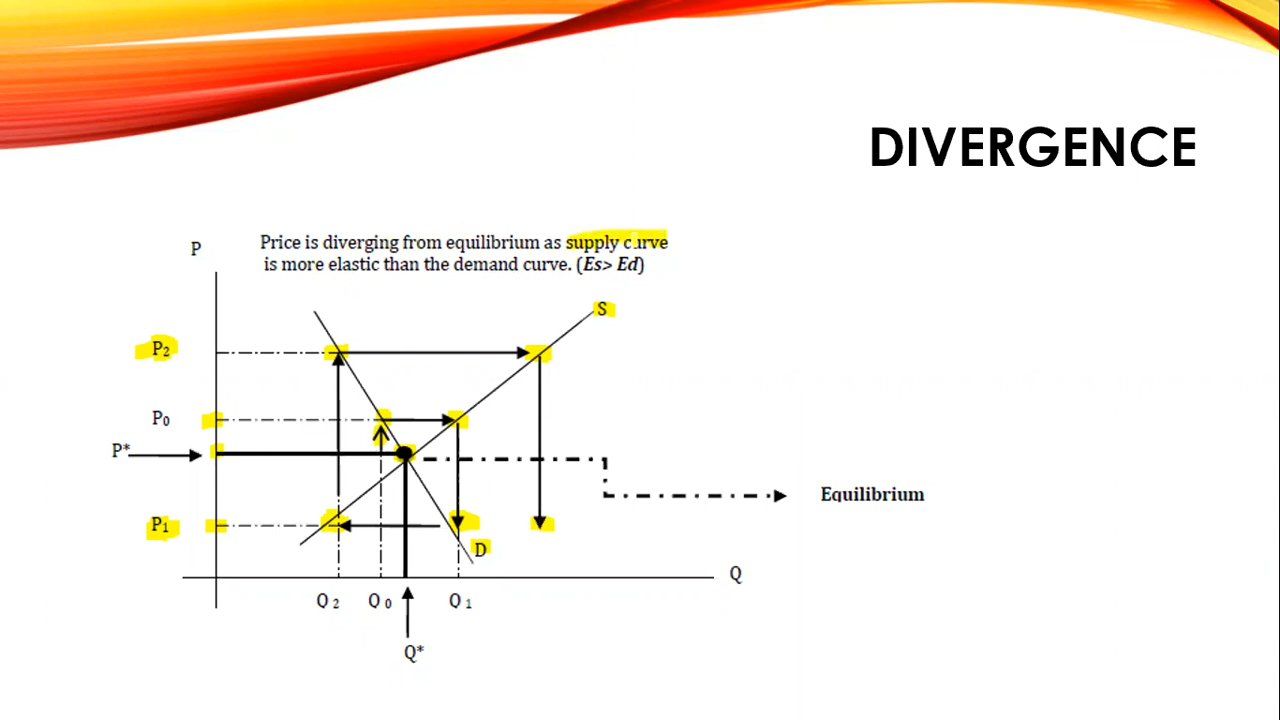 DIVERGENCE
P
Price is diverging from equilibrium as supply curve
is more elastic than the demand curve. (Es> Ed)
S
P₂
P₀
P*
Equilibrium
P₁
D
Q
Q ₂
Q ₀
Q ₁
Q*